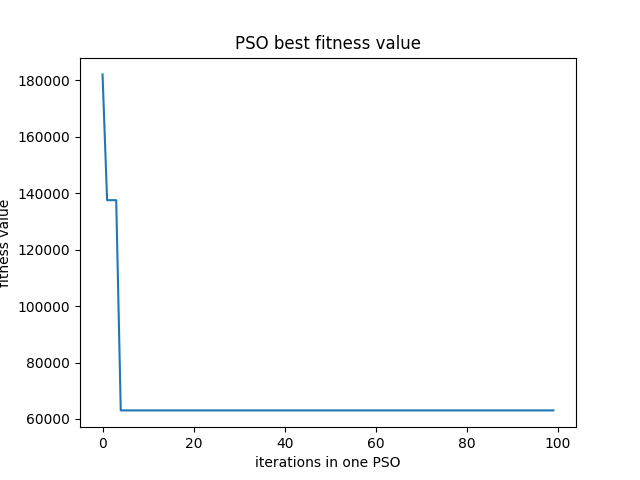 PSO best fitness value
180000
160000
140000
120000
100000
80000
60000
fitness value
0 20 40 60 80 100
iterations in one PSO